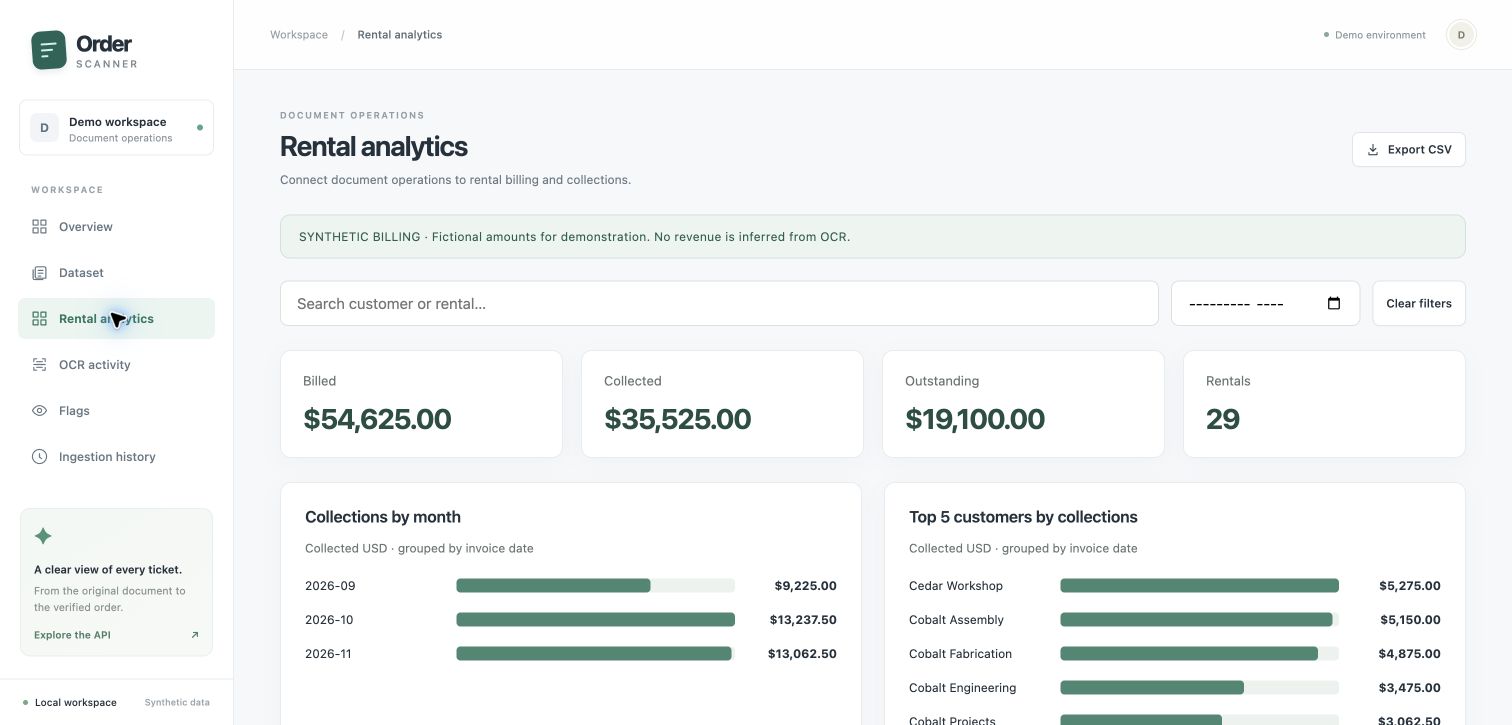 Order
SCANNER
D
Demo workspace
Document operations
WORKSPACE
Overview
Dataset
Rental analytics
OCR activity
Flags
Ingestion history
A clear view of every ticket.
From the original document to
the verified order.
Explore the API
Local workspace
Synthetic data
Workspace / Rental analytics
Demo environment
D
DOCUMENT OPERATIONS
Rental analytics
Connect document operations to rental billing and collections.
Export CSV
SYNTHETIC BILLING · Fictional amounts for demonstration. No revenue is inferred from OCR.
Search customer or rental...
--------- ----
Clear filters
Billed
$54,625.00
Collected
$35,525.00
Outstanding
$19,100.00
Rentals
29
Collections by month
Collected USD · grouped by invoice date
2026-09 $9,225.00
2026-10 $13,237.50
2026-11 $13,062.50
Top 5 customers by collections
Collected USD · grouped by invoice date
Cedar Workshop $5,275.00
Cobalt Assembly $5,150.00
Cobalt Fabrication $4,875.00
Cobalt Engineering $3,475.00
Cobalt Projects $3,062.50